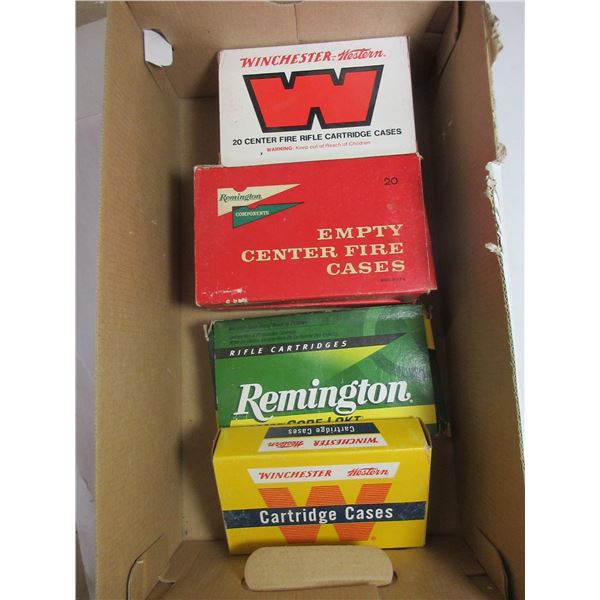 WINCHESTER-Western
20 CENTER FIRE RIFLE CARTRIDGE CASES
WARNING: Keep out of Reach of Children
Remington
COMPONENTS
20
EMPTY
CENTER FIRE
CASES
RIFLE CARTRIDGES
Remington
CORE-LOKT
WINCHESTER Western
Cartridge Cases
WINCHESTER Western
W
Cartridge Cases